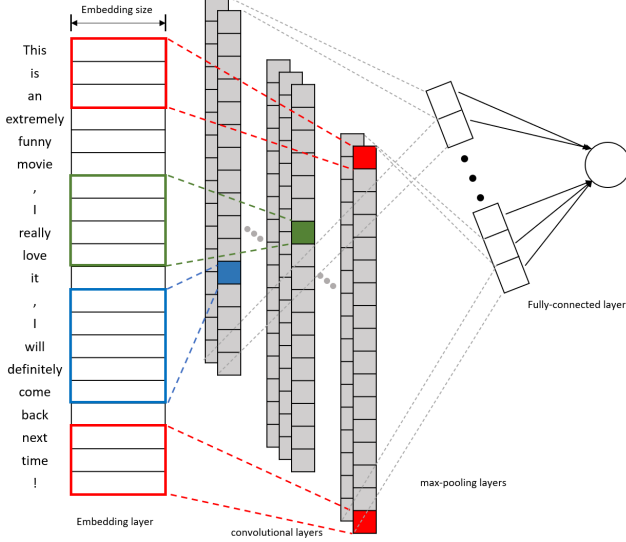 Embedding size
This
is
an
extremely
funny
movie
,
I
really
love
it
,
I
will
definitely
come
back
next
time
!
Embedding layer
convolutional layers
max-pooling layers
Fully-connected layer